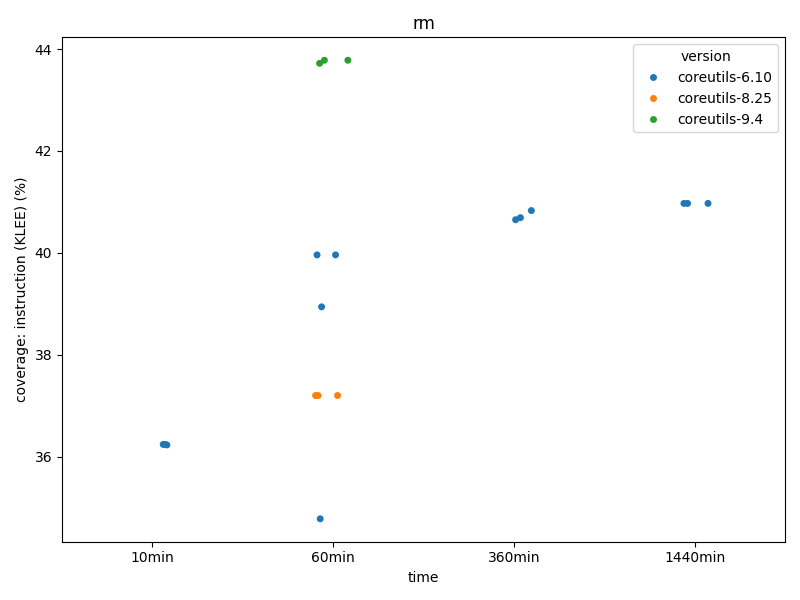 rm
version
coreutils-6.10
coreutils-8.25
coreutils-9.4
coverage: instruction (KLEE) (%)
44
42
40
38
36
10min
60min
360min
1440min
time